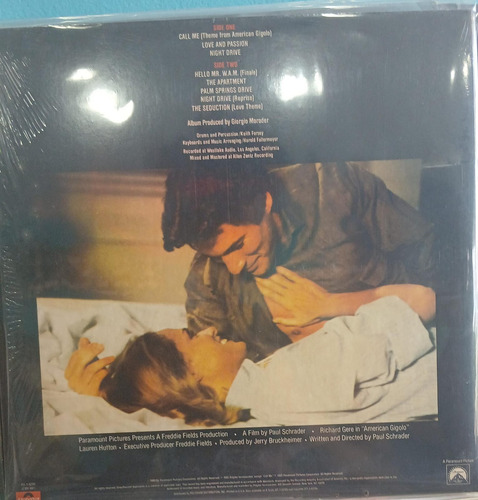 SIDE ONE
CALL ME (Theme from American Gigolo)
LOVE AND PASSION
NIGHT DRIVE
SIDE TWO
HELLO MR. W.A.M. (Finale)
THE APARTMENT
PALM SPRINGS DRIVE
NIGHT DRIVE (Reprise)
THE SEDUCTION (Love Theme)
Album Produced by Giorgio Moroder
Drums and Percussion/Keith Forsey
Keyboards and Music Arranging/Harold Faltermeyer
Recorded at Westlake Audio, Los Angeles, California
Mixed and Mastered at Allen Zentz Recording
Paramount Pictures Presents A Freddie Fields Production • A Film by Paul Schrader • Richard Gere in "American Gigolo"
Lauren Hutton • Executive Producer Freddie Fields • Produced by Jerry Bruckheimer • Written and Directed by Paul Schrader